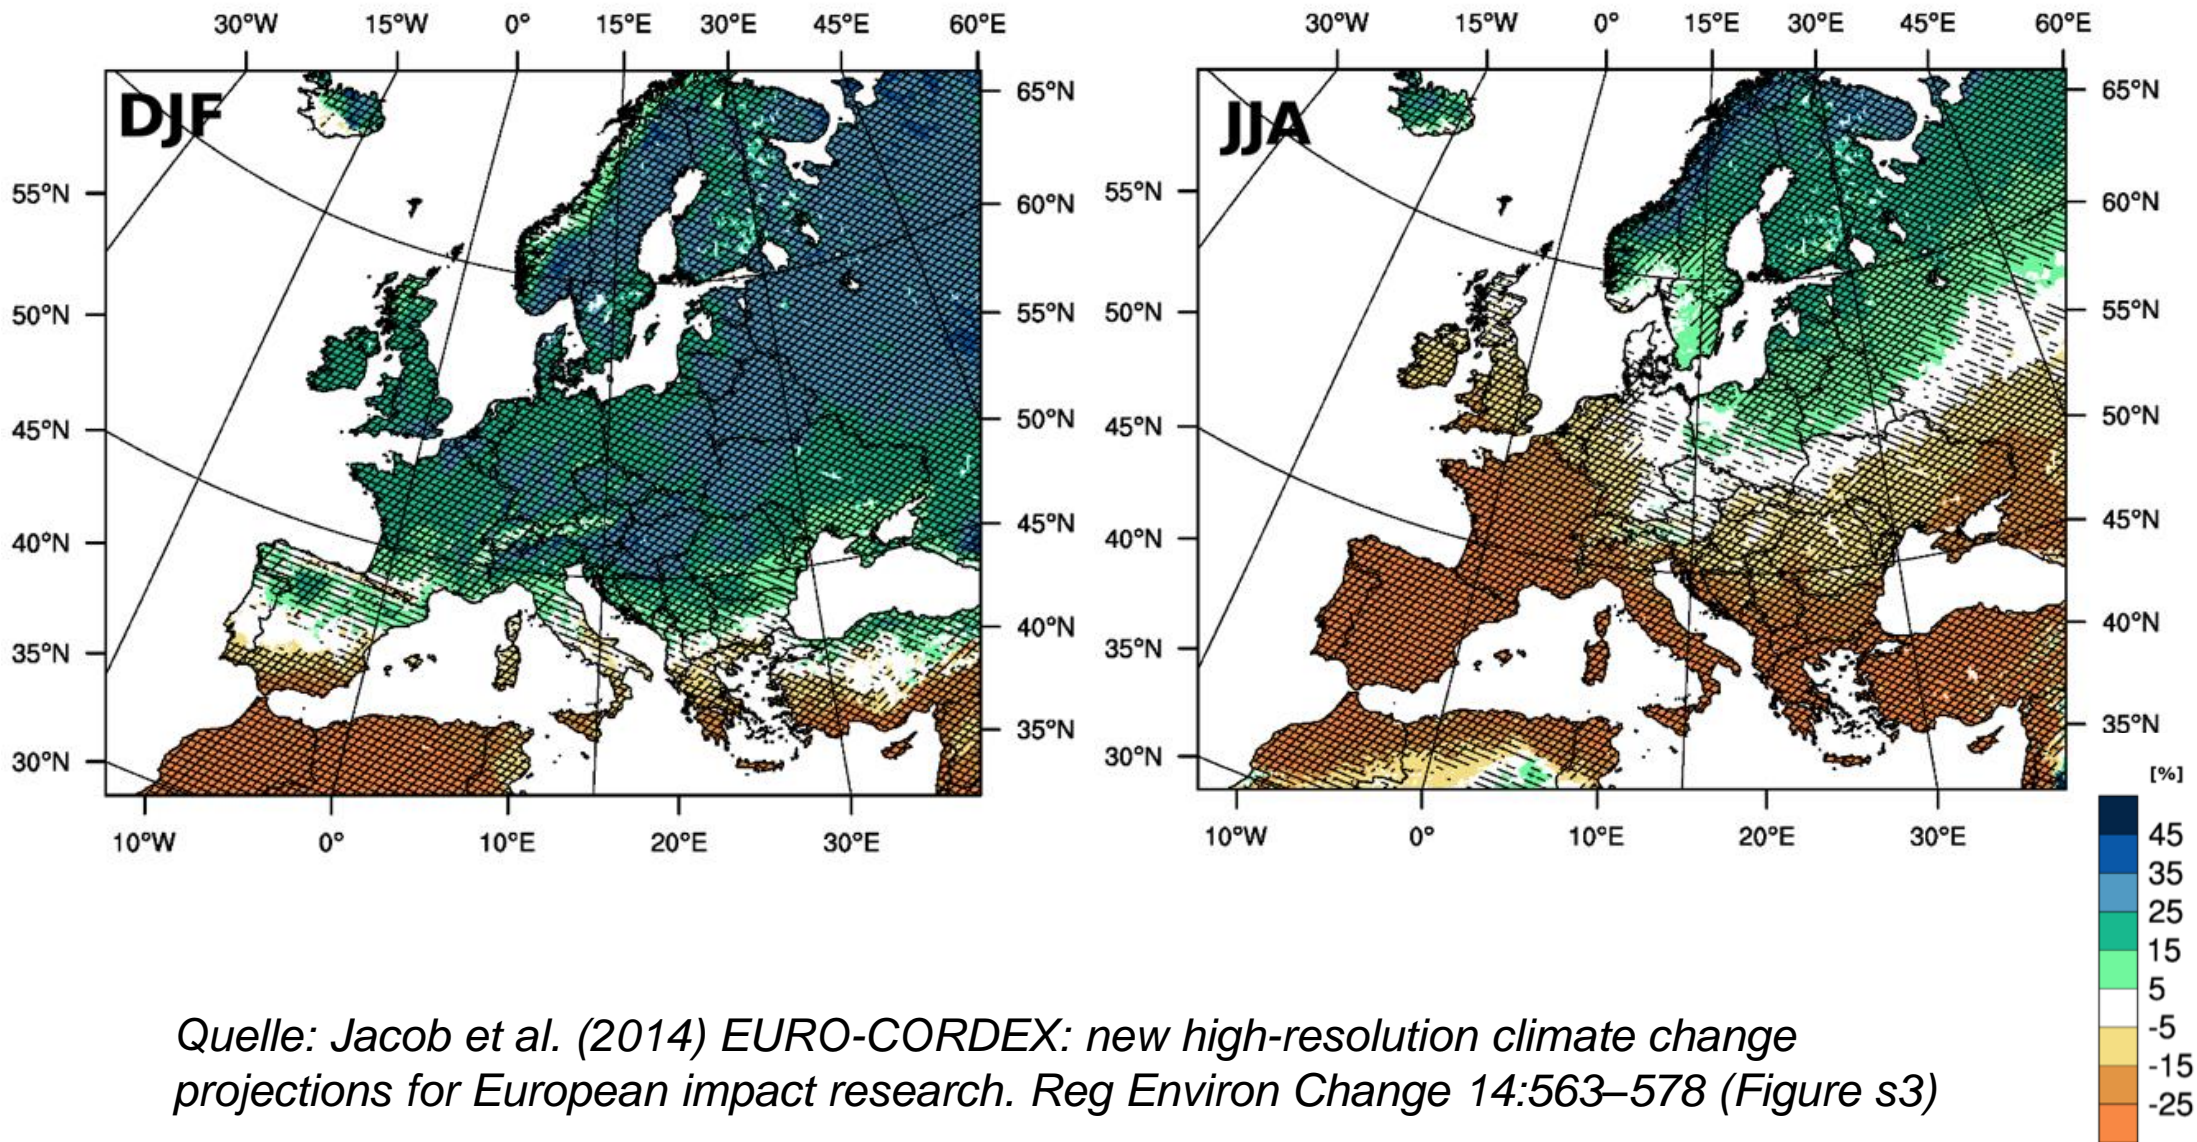 30°W 15°W 0° 15°E 30°E 45°E 60°E
DJF
65°N
60°N
55°N
50°N
45°N
40°N
35°N
55°N
50°N
45°N
40°N
35°N
30°N
10°W 0° 10°E 20°E 30°E
30°W 15°W 0° 15°E 30°E 45°E 60°E
JJA
65°N
60°N
55°N
50°N
45°N
40°N
35°N
55°N
50°N
45°N
40°N
35°N
30°N
10°W 0° 10°E 20°E 30°E
[%]
45
35
25
15
5
-5
-15
-25
Quelle: Jacob et al. (2014) EURO-CORDEX: new high-resolution climate change
projections for European impact research. Reg Environ Change 14:563–578 (Figure s3)